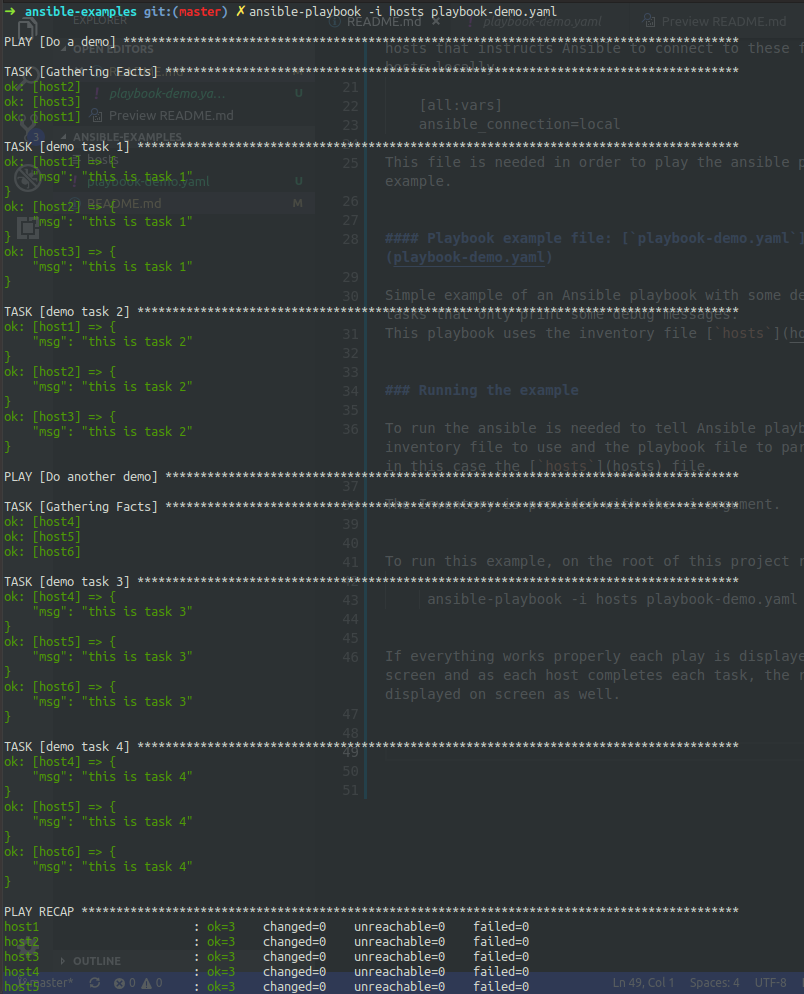 ➜  ansible-examples git:(master) ✗ ansible-playbook -i hosts playbook-demo.yaml
PLAY [Do a demo] ****************************************************************************************
TASK [Gathering Facts] **********************************************************************************
ok: [host2]
ok: [host3]
ok: [host1]
TASK [demo task 1] **************************************************************************************
ok: [host1] => {
"msg": "this is task 1"
}
ok: [host2] => {
"msg": "this is task 1"
}
ok: [host3] => {
"msg": "this is task 1"
}
TASK [demo task 2] **************************************************************************************
ok: [host1] => {
"msg": "this is task 2"
}
ok: [host2] => {
"msg": "this is task 2"
}
ok: [host3] => {
"msg": "this is task 2"
}
PLAY [Do another demo] **********************************************************************************
TASK [Gathering Facts] **********************************************************************************
ok: [host4]
ok: [host5]
ok: [host6]
TASK [demo task 3] **************************************************************************************
ok: [host4] => {
"msg": "this is task 3"
}
ok: [host5] => {
"msg": "this is task 3"
}
ok: [host6] => {
"msg": "this is task 3"
}
TASK [demo task 4] **************************************************************************************
ok: [host4] => {
"msg": "this is task 4"
}
ok: [host5] => {
"msg": "this is task 4"
}
ok: [host6] => {
"msg": "this is task 4"
}
PLAY RECAP **********************************************************************************************
host1 : ok=3 changed=0 unreachable=0 failed=0
host2 : ok=3 changed=0 unreachable=0 failed=0
host3 : ok=3 changed=0 unreachable=0 failed=0
host4 : ok=3 changed=0 unreachable=0 failed=0
host5 : ok=3 changed=0 unreachable=0 failed=0
EXPLORER
OPEN EDITORS
playbook-demo.ya... U
Preview README.md
3
ANSIBLE-EXAMPLES
hosts
playbook-demo.yaml U
README.md M
OUTLINE
README.md
playbook-demo.yaml
Preview README.md
hosts that instructs Ansible to connect to these
hosts locally
21
22 [all:vars]
23 ansible_connection=local
25 This file is needed in order to play the ansible
example.
26
27
28 #### Playbook example file: [`playbook-demo.yaml`]
(playbook-demo.yaml)
29
30 Simple example of an Ansible playbook with some
tasks that only print some debug messages.
31 This playbook uses the inventory file [`hosts`](
32
33
34 ### Running the example
35
36 To run the ansible is needed to tell Ansible
inventory file to use and the playbook file to
in this case the [`hosts`](hosts) file.
37
The Inventory is provided with the -i argument.
39
40
41 To run this example, on the root of this project
43 ansible-playbook -i hosts playbook-demo.yaml
44
45
46 If everything works properly each play is
screen and as each host completes each task, the
displayed on screen as well.
47
48
49
50
51
master* 0 0 Ln 49, Col 1 Spaces: 4 UTF-8